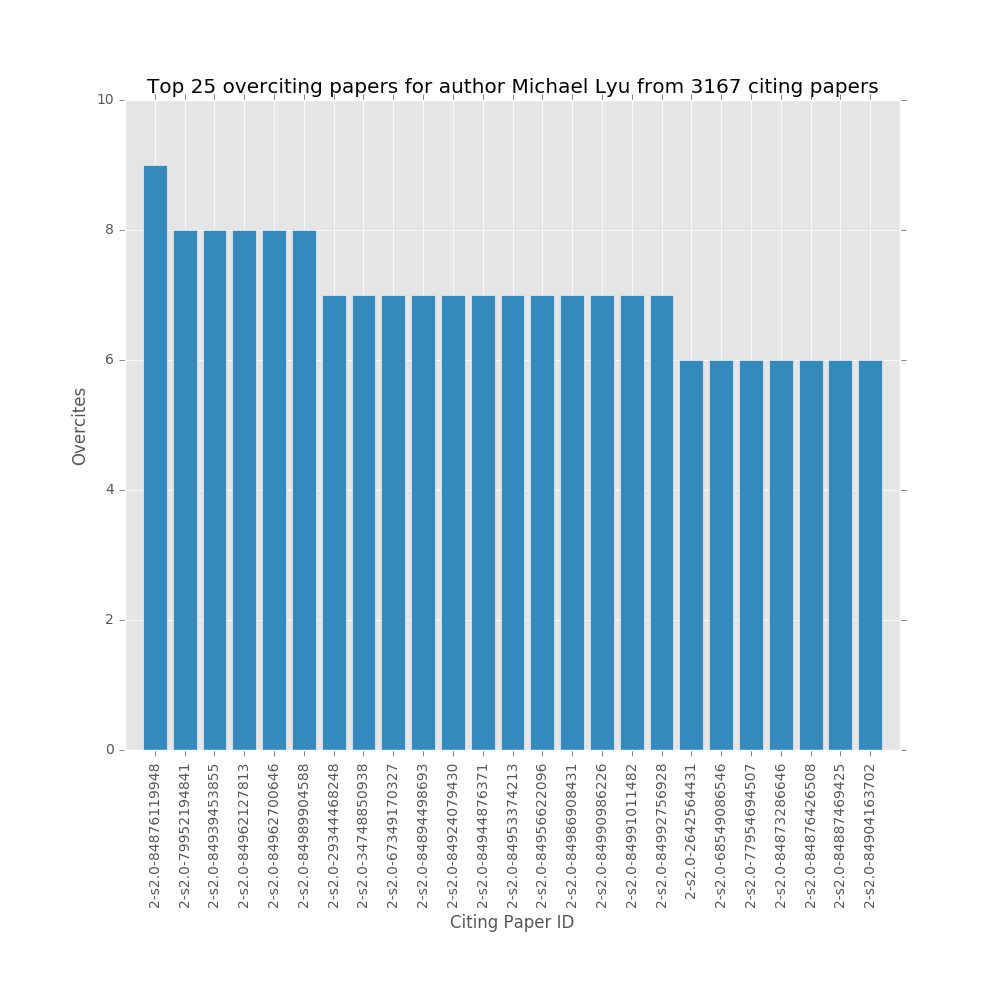 Top 25 overciting papers for author Michael Lyu from 3167 citing papers
10
8
6
4
2
0
Overcites
2-s2.0-84876119948
2-s2.0-79952194841
2-s2.0-84939453855
2-s2.0-84962127813
2-s2.0-84962700646
2-s2.0-84989904588
2-s2.0-29344468248
2-s2.0-34748850938
2-s2.0-67349170327
2-s2.0-84894498693
2-s2.0-84924079430
2-s2.0-84944876371
2-s2.0-84953374213
2-s2.0-84956622096
2-s2.0-84986908431
2-s2.0-84990986226
2-s2.0-84991011482
2-s2.0-84992756928
2-s2.0-2642564431
2-s2.0-68549086546
2-s2.0-77954694507
2-s2.0-84873286646
2-s2.0-84876426508
2-s2.0-84887469425
2-s2.0-84904163702
Citing Paper ID